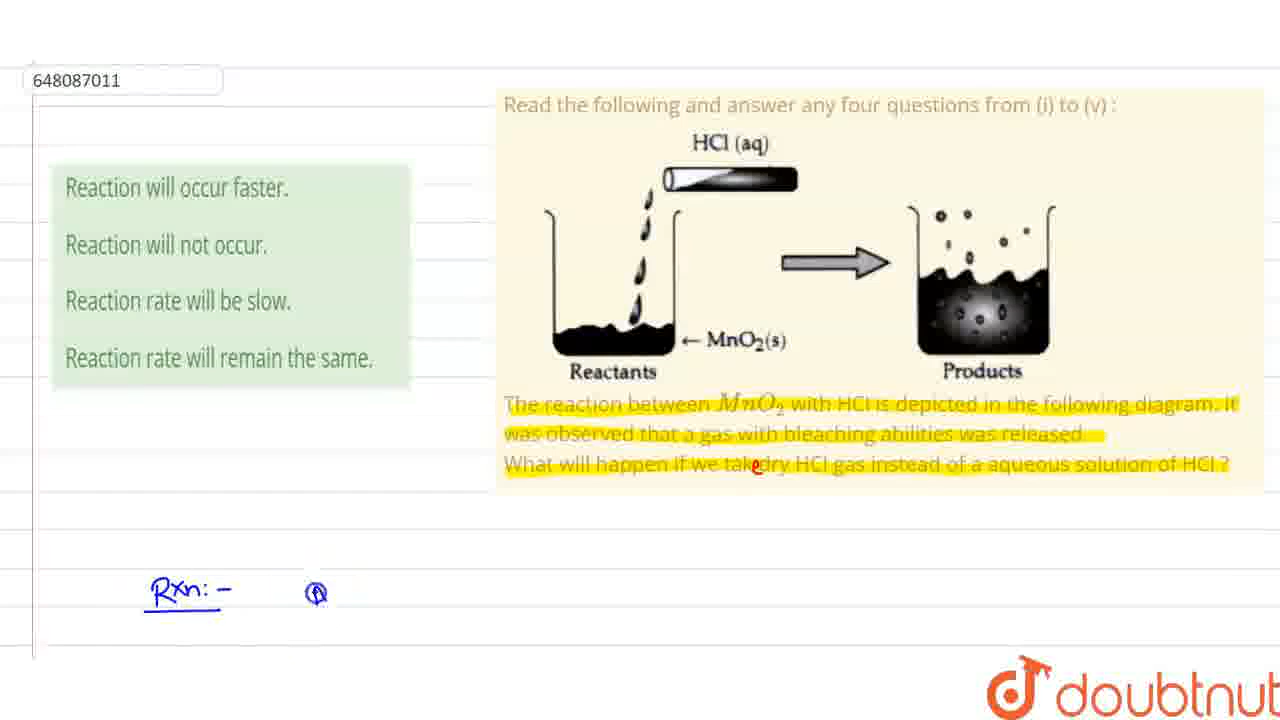 648087011
Reaction will occur faster.
Reaction will not occur.
Reaction rate will be slow.
Reaction rate will remain the same.
Read the following and answer any four questions from (i) to (v) :
HCl (aq)
← MnO₂(s)
Reactants
Products
The reaction between MnO₂ with HCl is depicted in the following diagram. It
was observed that a gas with bleaching abilities was released.
What will happen if we take dry HCl gas instead of a aqueous solution of HCl ?
Rxn: –
doubtnut